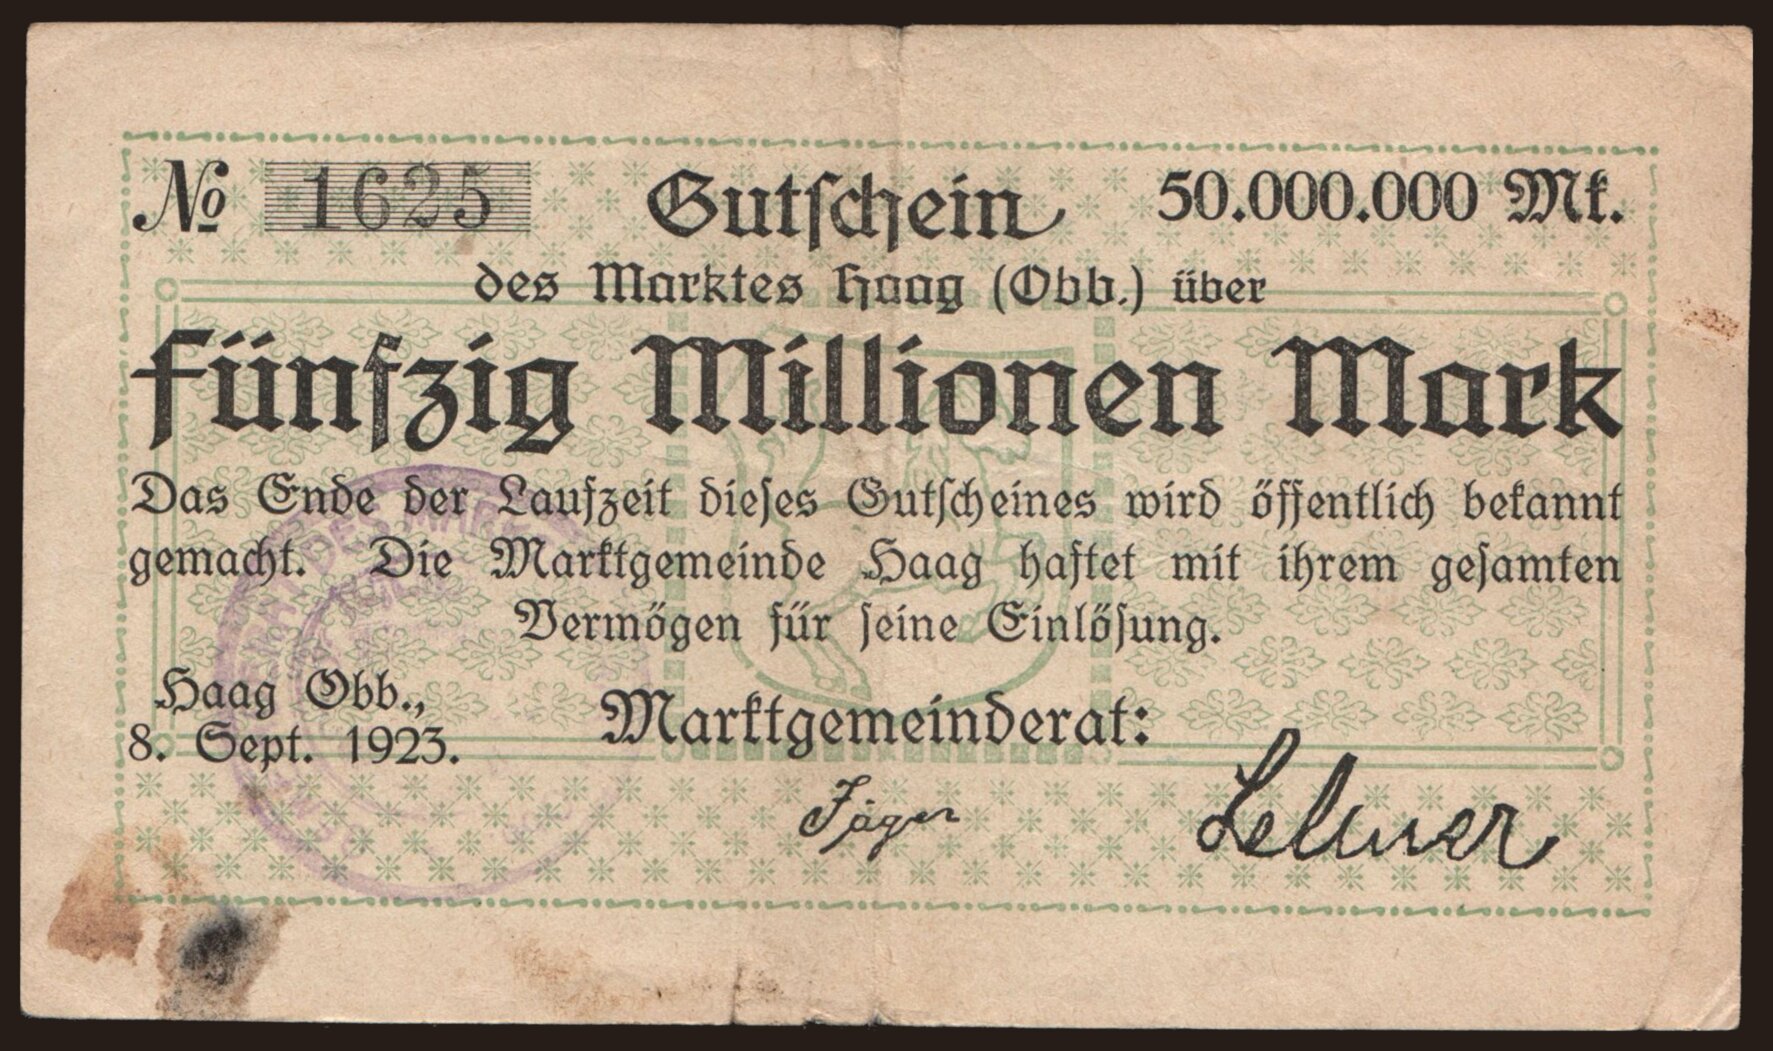 № 1625 Gutschein 50.000.000 Mk.
des Marktes Haag (Obb.) über
fünfzig Millionen Mark
Das Ende der Laufzeit dieses Gutscheines wird öffentlich bekannt
gemacht. Die Marktgemeinde Haag haftet mit ihrem gesamten
Vermögen für seine Einlösung.
Haag Obb.,
8. Sept. 1923.
Marktgemeinderat:
Jäger